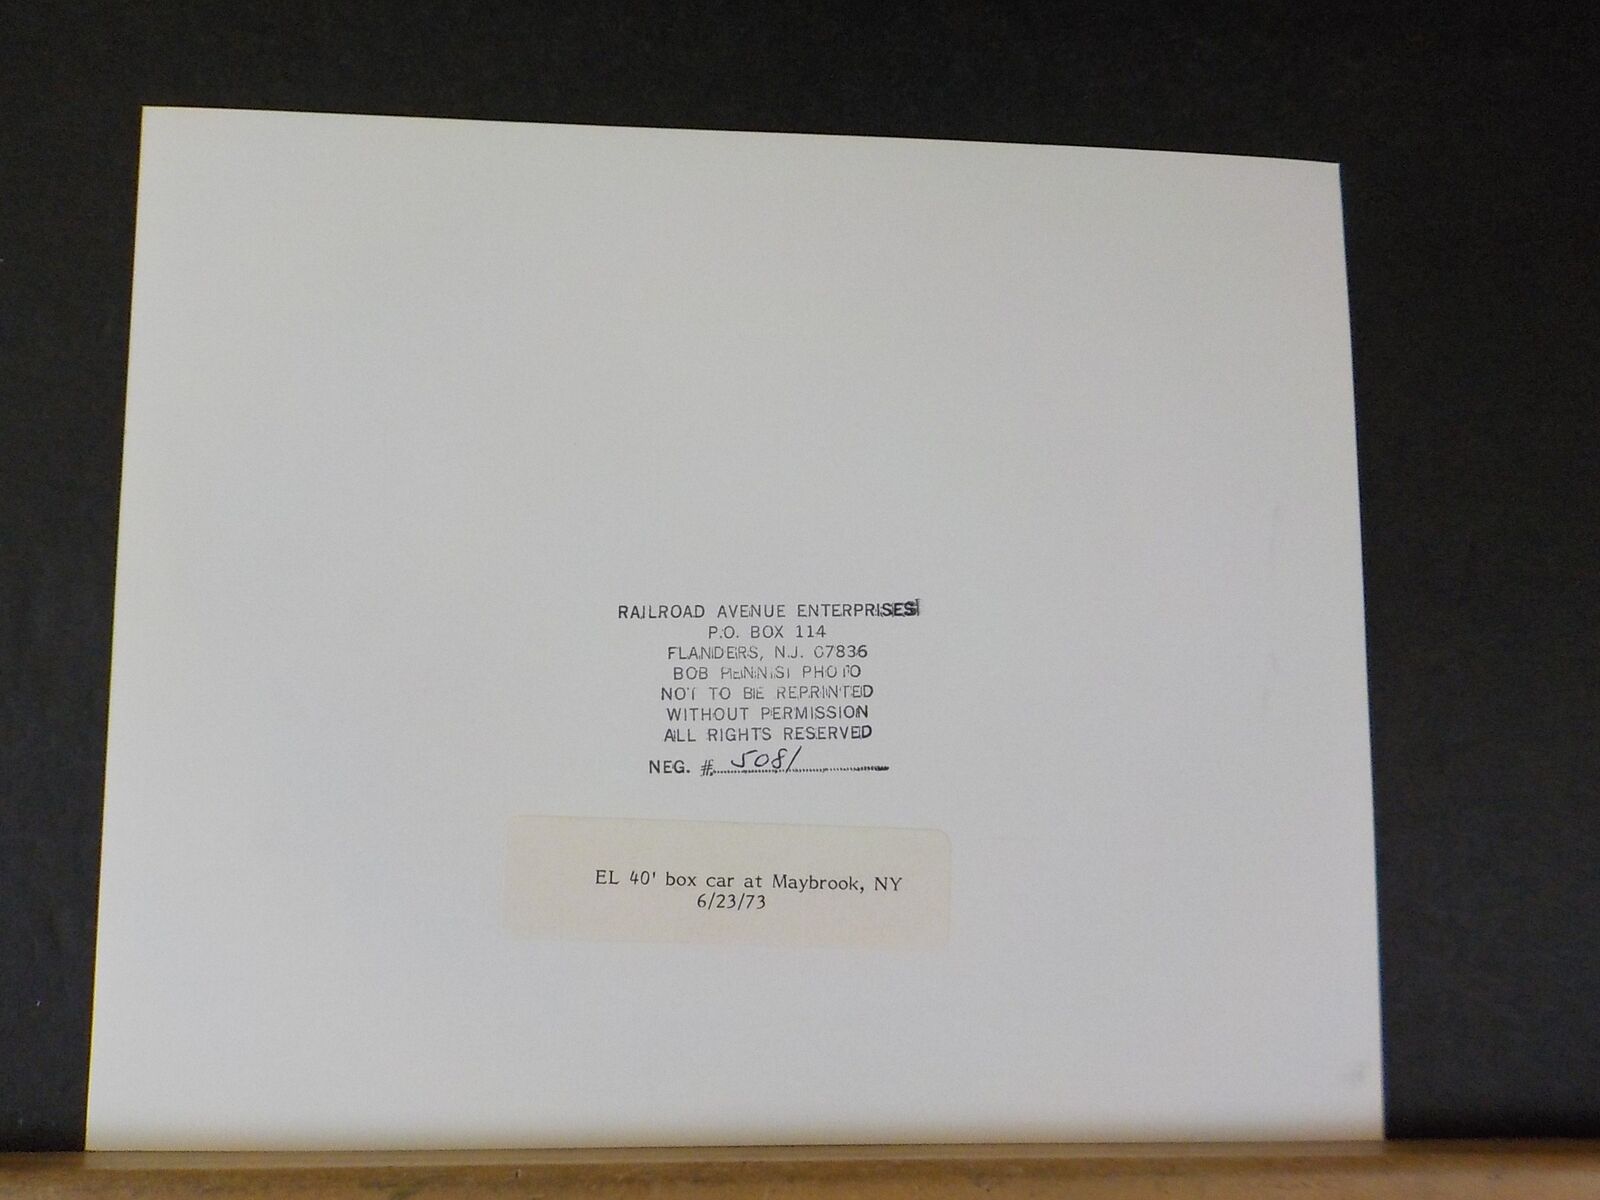 RAILROAD AVENUE ENTERPRISES
P.O. BOX 114
FLANDERS, N.J. 07836
BOB PENNISI PHOTO
NOT TO BE REPRINTED
WITHOUT PERMISSION
ALL RIGHTS RESERVED
NEG. # 5081
EL 40' box car at Maybrook, NY
6/23/73